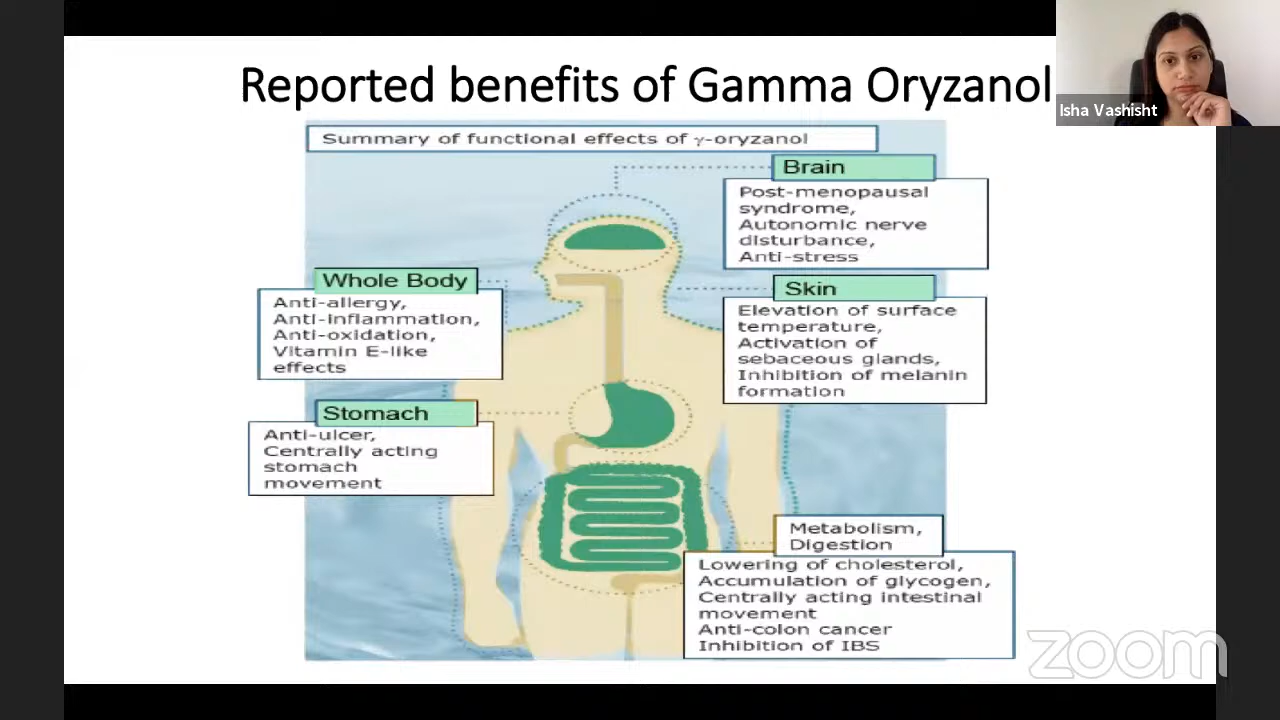 Reported benefits of Gamma Oryzanol
Isha Vashisht
Summary of functional effects of γ-oryzanol
Brain
Post-menopausal
syndrome,
Autonomic nerve
disturbance,
Anti-stress
Whole Body
Anti-allergy,
Anti-inflammation,
Anti-oxidation,
Vitamin E-like
effects
Skin
Elevation of surface
temperature,
Activation of
sebaceous glands,
Inhibition of melanin
formation
Stomach
Anti-ulcer,
Centrally acting
stomach
movement
Metabolism,
Digestion
Lowering of cholesterol,
Accumulation of glycogen,
Centrally acting intestinal
movement
Anti-colon cancer
Inhibition of IBS
zoom